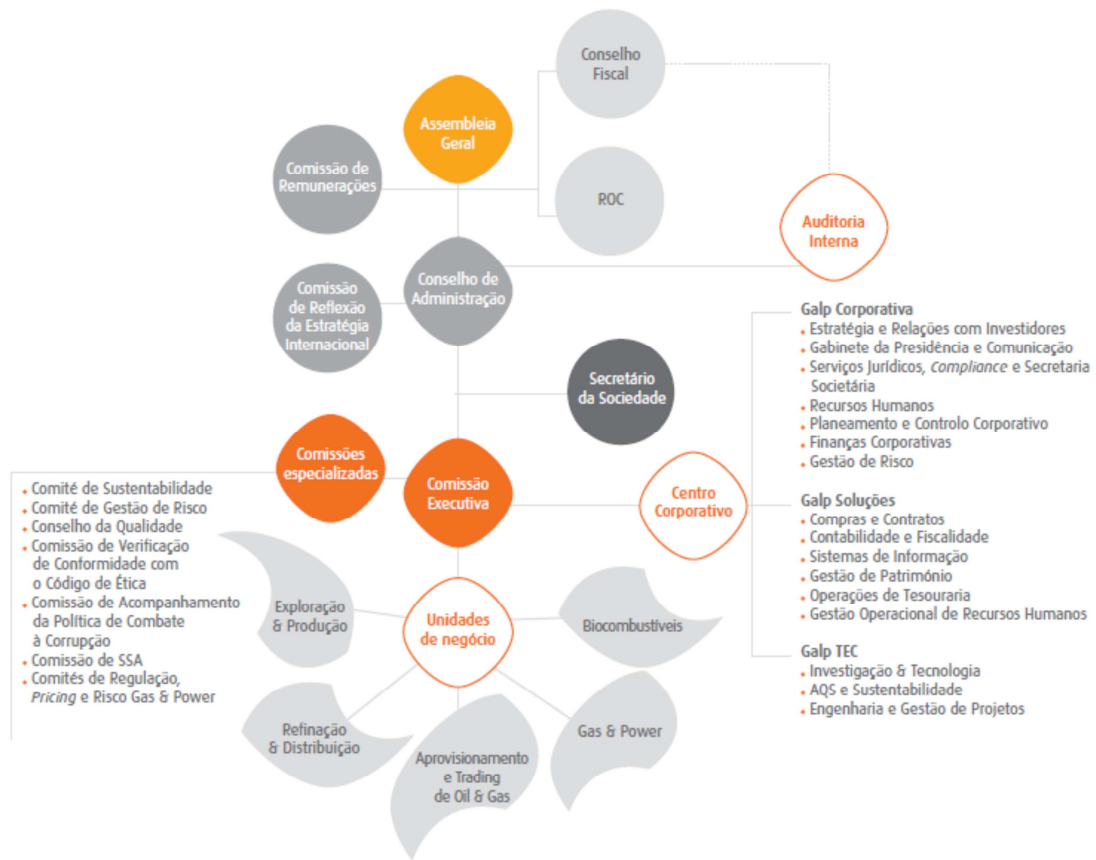 Conselho
Fiscal
Assembleia
Geral
Comissão de
Remunerações
ROC
Auditoria
Interna
Conselho de
Administração
Comissão
de Reflexão
da Estratégia
Internacional
Secretário
da Sociedade
Comissões
especializadas
Comissão
Executiva
Centro
Corporativo
Galp Corporativa
• Estratégia e Relações com Investidores
• Gabinete da Presidência e Comunicação
• Serviços Jurídicos, Compliance e Secretaria
Societária
• Recursos Humanos
• Planeamento e Controlo Corporativo
• Finanças Corporativas
• Gestão de Risco
Galp Soluções
• Compras e Contratos
• Contabilidade e Fiscalidade
• Sistemas de Informação
• Gestão de Património
• Operações de Tesouraria
• Gestão Operacional de Recursos Humanos
Galp TEC
• Investigação & Tecnologia
• AQS e Sustentabilidade
• Engenharia e Gestão de Projetos
• Comité de Sustentabilidade
• Comité de Gestão de Risco
• Conselho da Qualidade
• Comissão de Verificação
de Conformidade com
o Código de Ética
• Comissão de Acompanhamento
da Política de Combate
à Corrupção
• Comissão de SSA
• Comités de Regulação,
Pricing e Risco Gas & Power
Exploração
& Produção
Unidades
de negócio
Biocombustíveis
Refinação
& Distribuição
Aprovisionamento
e Trading
de Oil & Gas
Gas & Power